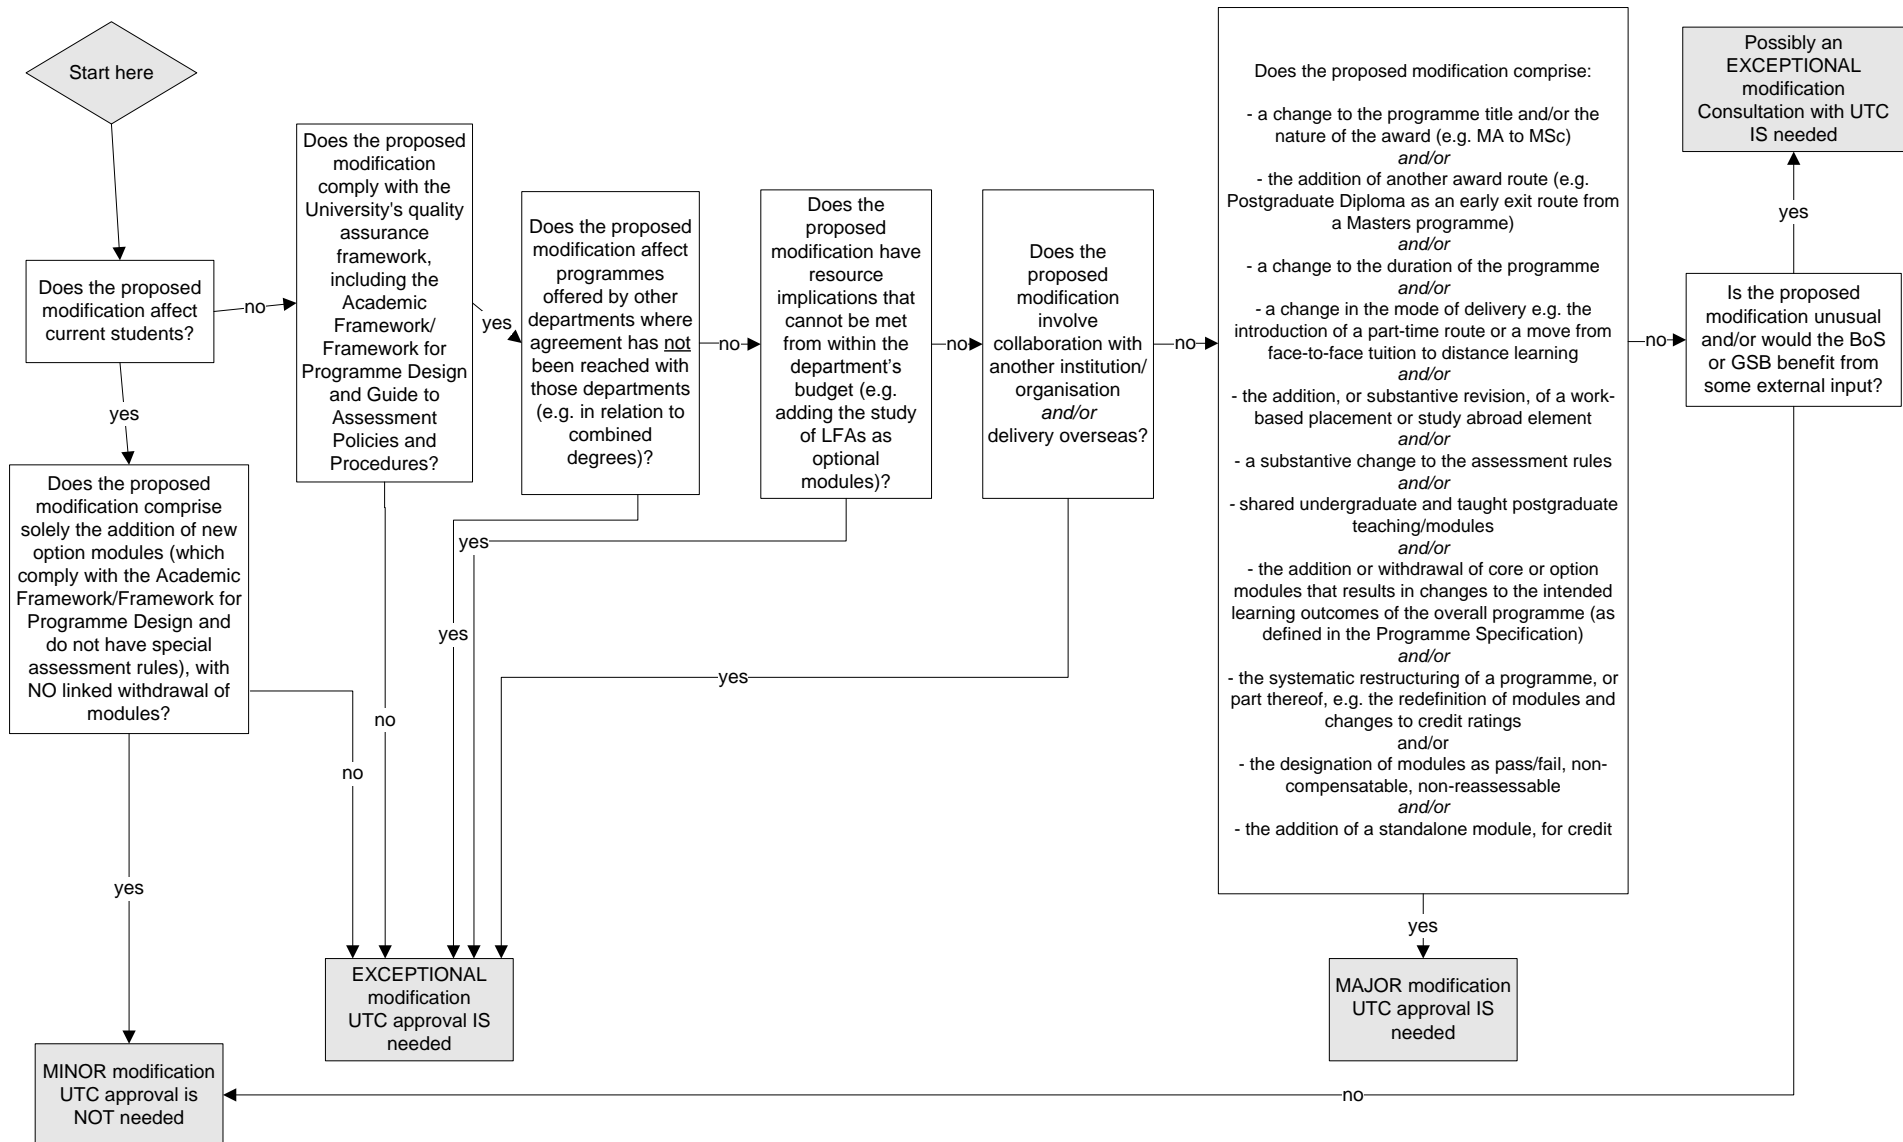 Start here
Does the proposed
modification affect
current students?
no
yes
Does the proposed
modification comprise
solely the addition of new
option modules (which
comply with the Academic
Framework/Framework for
Programme Design and
do not have special
assessment rules), with
NO linked withdrawal of
modules?
no
yes
MINOR modification
UTC approval is
NOT needed
Does the proposed
modification
comply with the
University's quality
assurance
framework,
including the
Academic
Framework/
Framework for
Programme Design
and Guide to
Assessment
Policies and
Procedures?
yes
no
Does the proposed
modification affect
programmes
offered by other
departments where
agreement has not
been reached with
those departments
(e.g. in relation to
combined
degrees)?
no
yes
Does the
proposed
modification have
resource
implications that
cannot be met
from within the
department’s
budget (e.g.
adding the study
of LFAs as
optional
modules)?
no
yes
Does the
proposed
modification
involve
collaboration with
another institution/
organisation
and/or
delivery overseas?
no
yes
EXCEPTIONAL
modification
UTC approval IS
needed
Does the proposed modification comprise:
- a change to the programme title and/or the
nature of the award (e.g. MA to MSc)
and/or
- the addition of another award route (e.g.
Postgraduate Diploma as an early exit route from
a Masters programme)
and/or
- a change to the duration of the programme
and/or
- a change in the mode of delivery e.g. the
introduction of a part-time route or a move from
face-to-face tuition to distance learning
and/or
- the addition, or substantive revision, of a work-
based placement or study abroad element
and/or
- a substantive change to the assessment rules
and/or
- shared undergraduate and taught postgraduate
teaching/modules
and/or
- the addition or withdrawal of core or option
modules that results in changes to the intended
learning outcomes of the overall programme (as
defined in the Programme Specification)
and/or
- the systematic restructuring of a programme, or
part thereof, e.g. the redefinition of modules and
changes to credit ratings
and/or
- the designation of modules as pass/fail, non-
compensatable, non-reassessable
and/or
- the addition of a standalone module, for credit
no
yes
MAJOR modification
UTC approval IS
needed
Is the proposed
modification unusual
and/or would the BoS
or GSB benefit from
some external input?
yes
no
Possibly an
EXCEPTIONAL
modification
Consultation with UTC
IS needed